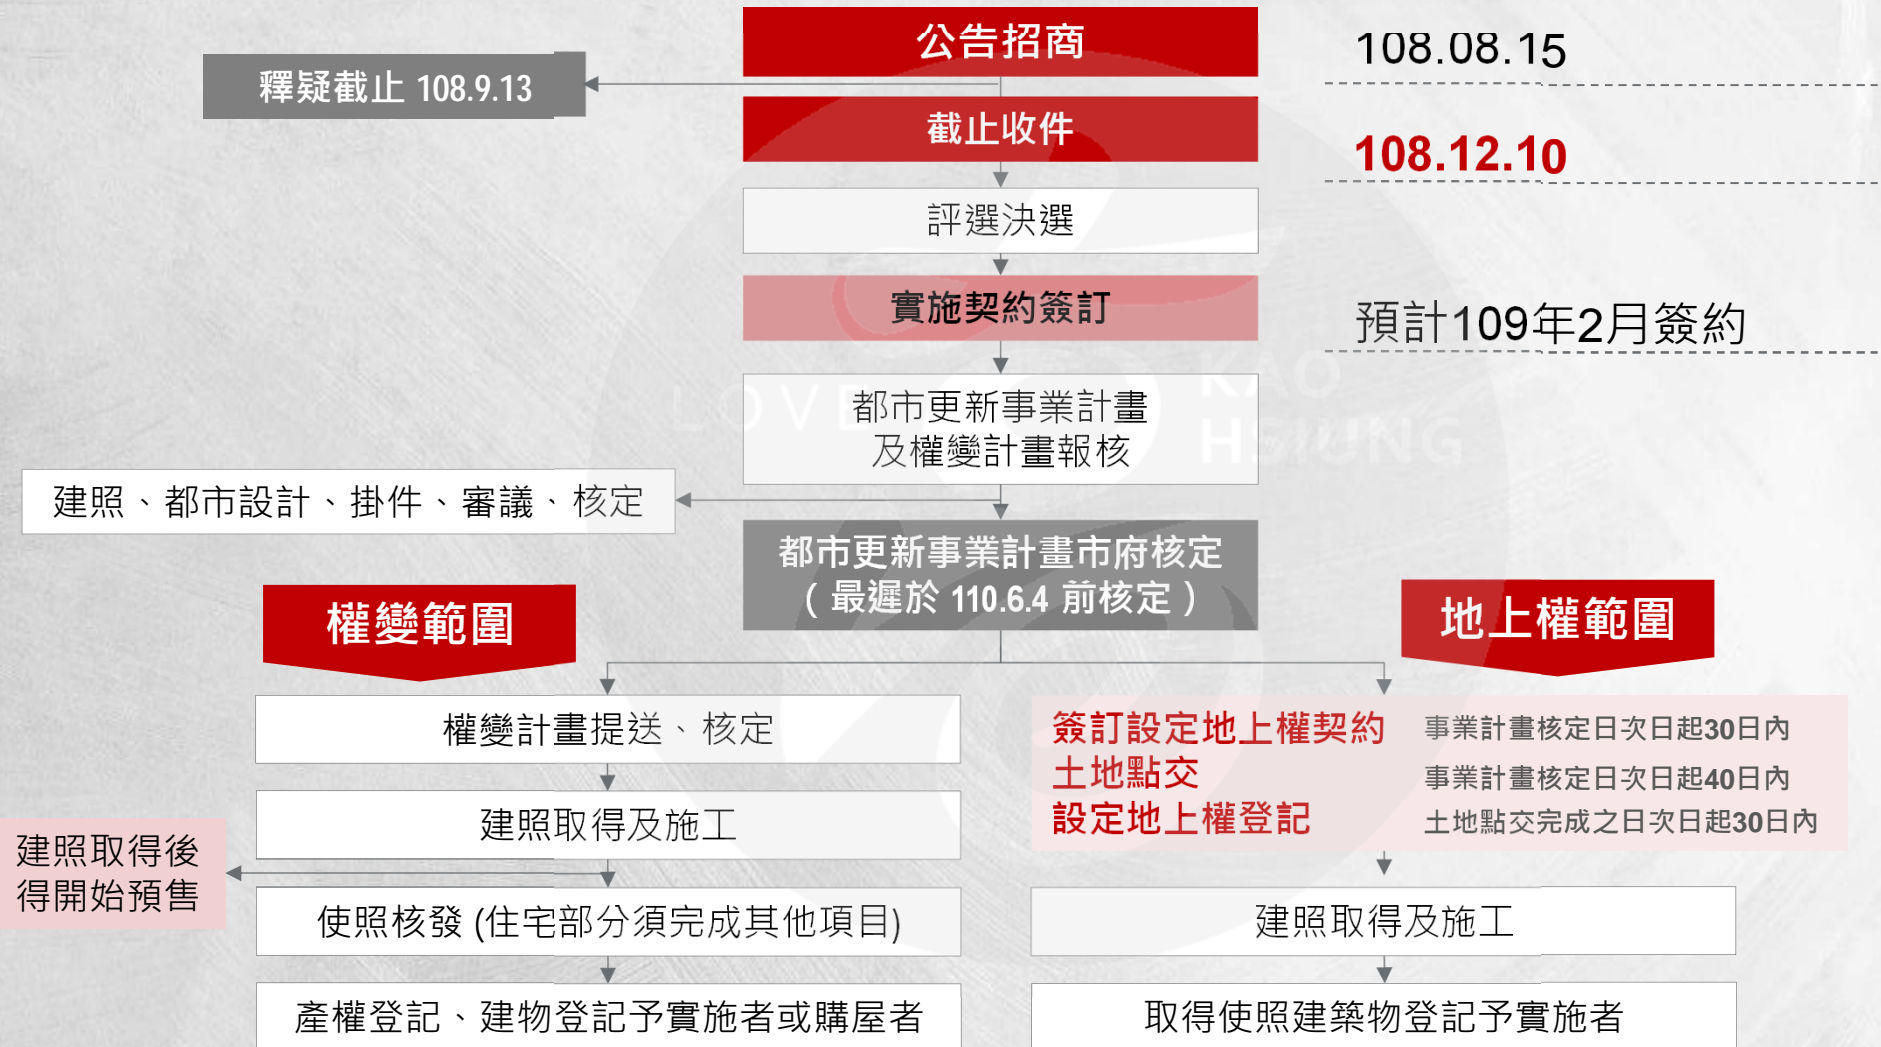 公告招商
108.08.15
釋疑截止 108.9.13
截止收件
108.12.10
評選決選
實施契約簽訂
預計109年2月簽約
LOVE
KAO
HSIUNG
都市更新事業計畫
及權變計畫報核
建照、都市設計、掛件、審議、核定
都市更新事業計畫市府核定
（最遲於 110.6.4 前核定）
權變範圍
地上權範圍
權變計畫提送、核定
建照取得及施工
建照取得後
得開始預售
使照核發 (住宅部分須完成其他項目)
產權登記、建物登記予實施者或購屋者
簽訂設定地上權契約 事業計畫核定日次日起30日內
土地點交 事業計畫核定日次日起40日內
設定地上權登記 土地點交完成之日次日起30日內
建照取得及施工
取得使照建築物登記予實施者